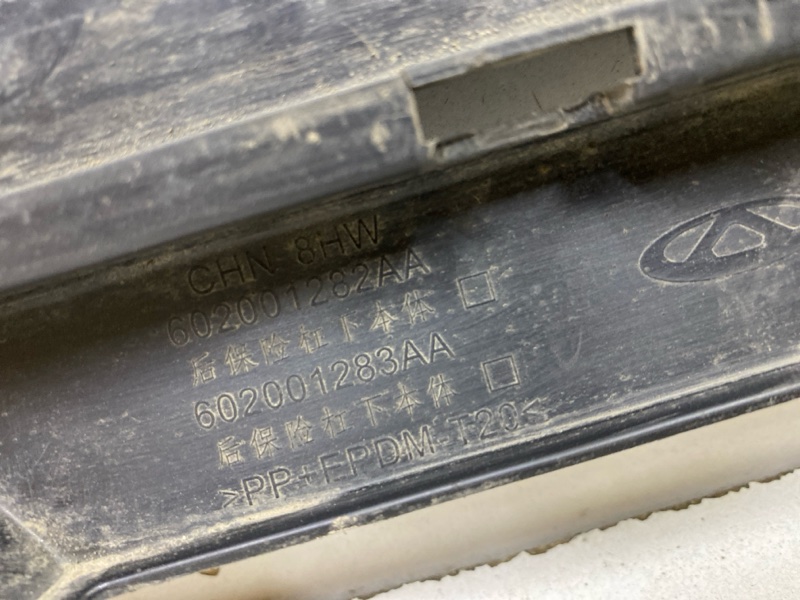 CHN 8HW
602001282AA
后保险杠下本体 □
602001283AA
后保险杠下本体 □
>PP+EPDM-T20<